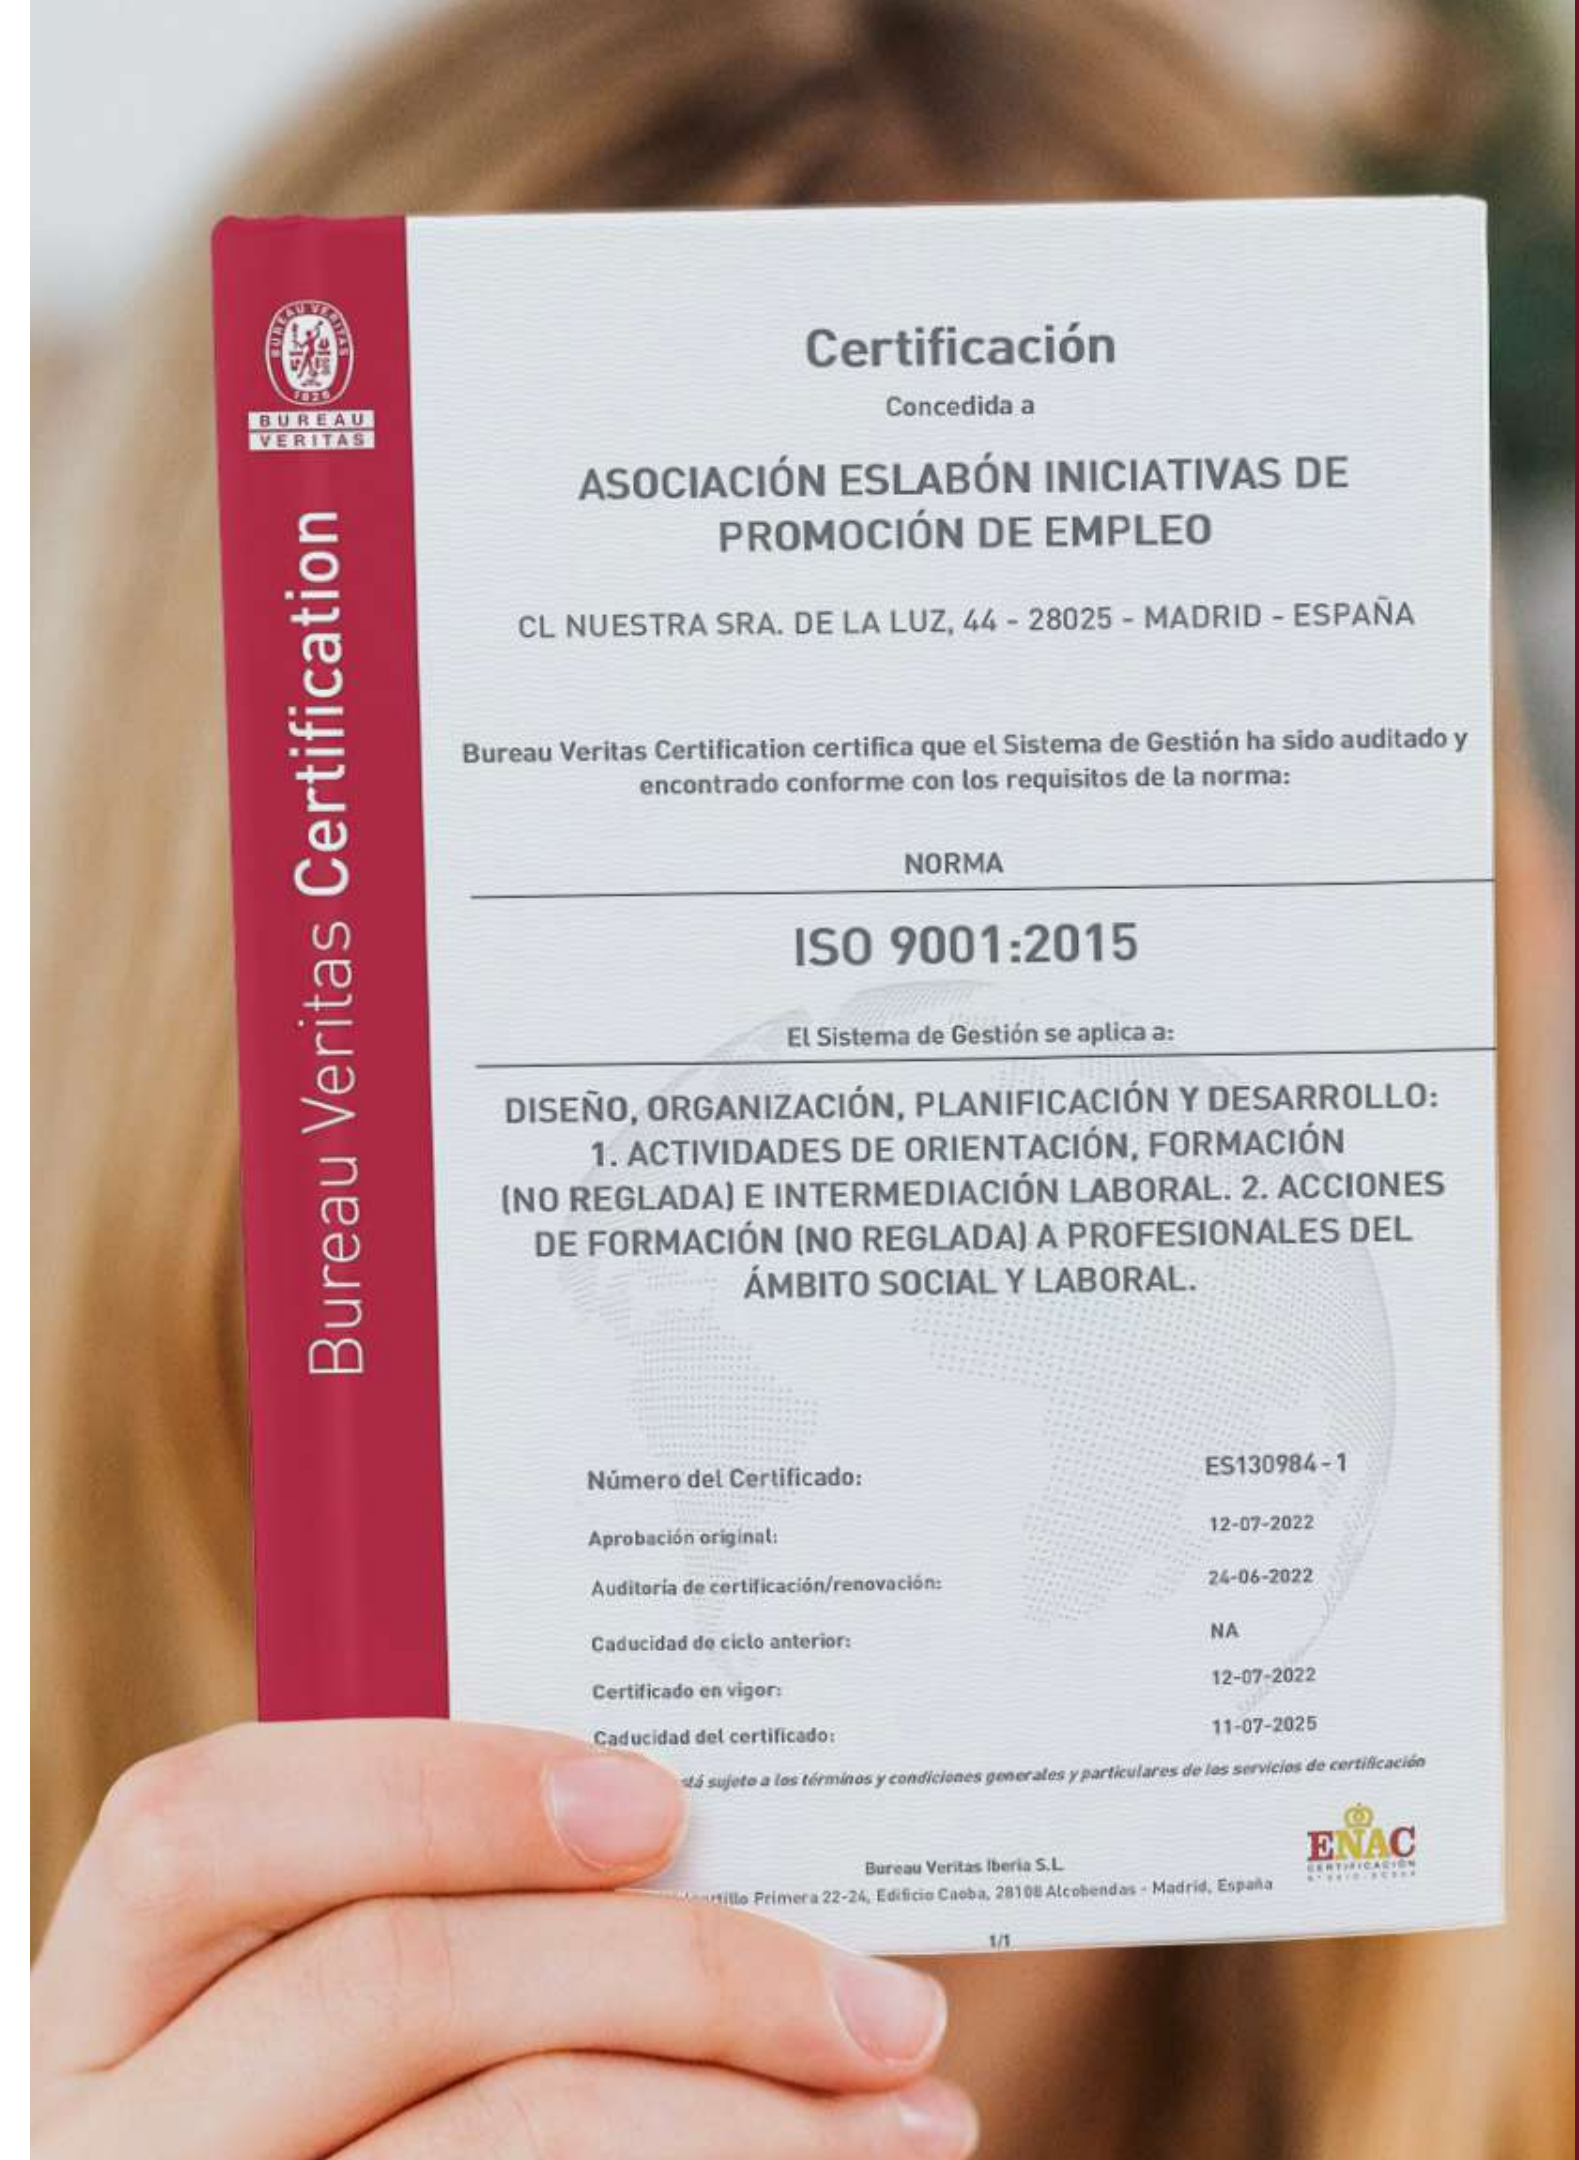 BUREAU VERITAS
1828
BUREAU
VERITAS
Bureau Veritas Certification
Certificación
Concedida a
ASOCIACIÓN ESLABÓN INICIATIVAS DE
PROMOCIÓN DE EMPLEO
CL NUESTRA SRA. DE LA LUZ, 44 - 28025 - MADRID - ESPAÑA
Bureau Veritas Certification certifica que el Sistema de Gestión ha sido auditado y
encontrado conforme con los requisitos de la norma:
NORMA
ISO 9001:2015
El Sistema de Gestión se aplica a:
DISEÑO, ORGANIZACIÓN, PLANIFICACIÓN Y DESARROLLO:
1. ACTIVIDADES DE ORIENTACIÓN, FORMACIÓN
(NO REGLADA) E INTERMEDIACIÓN LABORAL. 2. ACCIONES
DE FORMACIÓN (NO REGLADA) A PROFESIONALES DEL
ÁMBITO SOCIAL Y LABORAL.
Número del Certificado: ES130984 - 1
Aprobación original: 12-07-2022
Auditoría de certificación/renovación: 24-06-2022
Caducidad de ciclo anterior: NA
Certificado en vigor: 12-07-2022
Caducidad del certificado: 11-07-2025
sujeto a los términos y condiciones generales y particulares de los servicios de certificación
Bureau Veritas Iberia S.L.
Primera 22-24, Edificio Caoba, 28108 Alcobendas - Madrid, España
ENAC
CERTIFICACIÓN
1/1